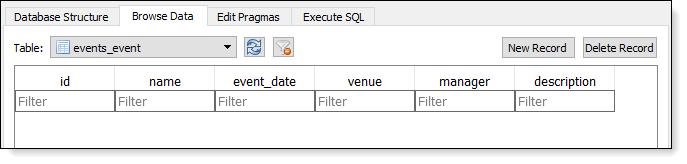 Database Structure Browse Data Edit Pragmas Execute SQL
Table: events_event New Record Delete Record
id name event_date venue manager description
Filter Filter Filter Filter Filter Filter